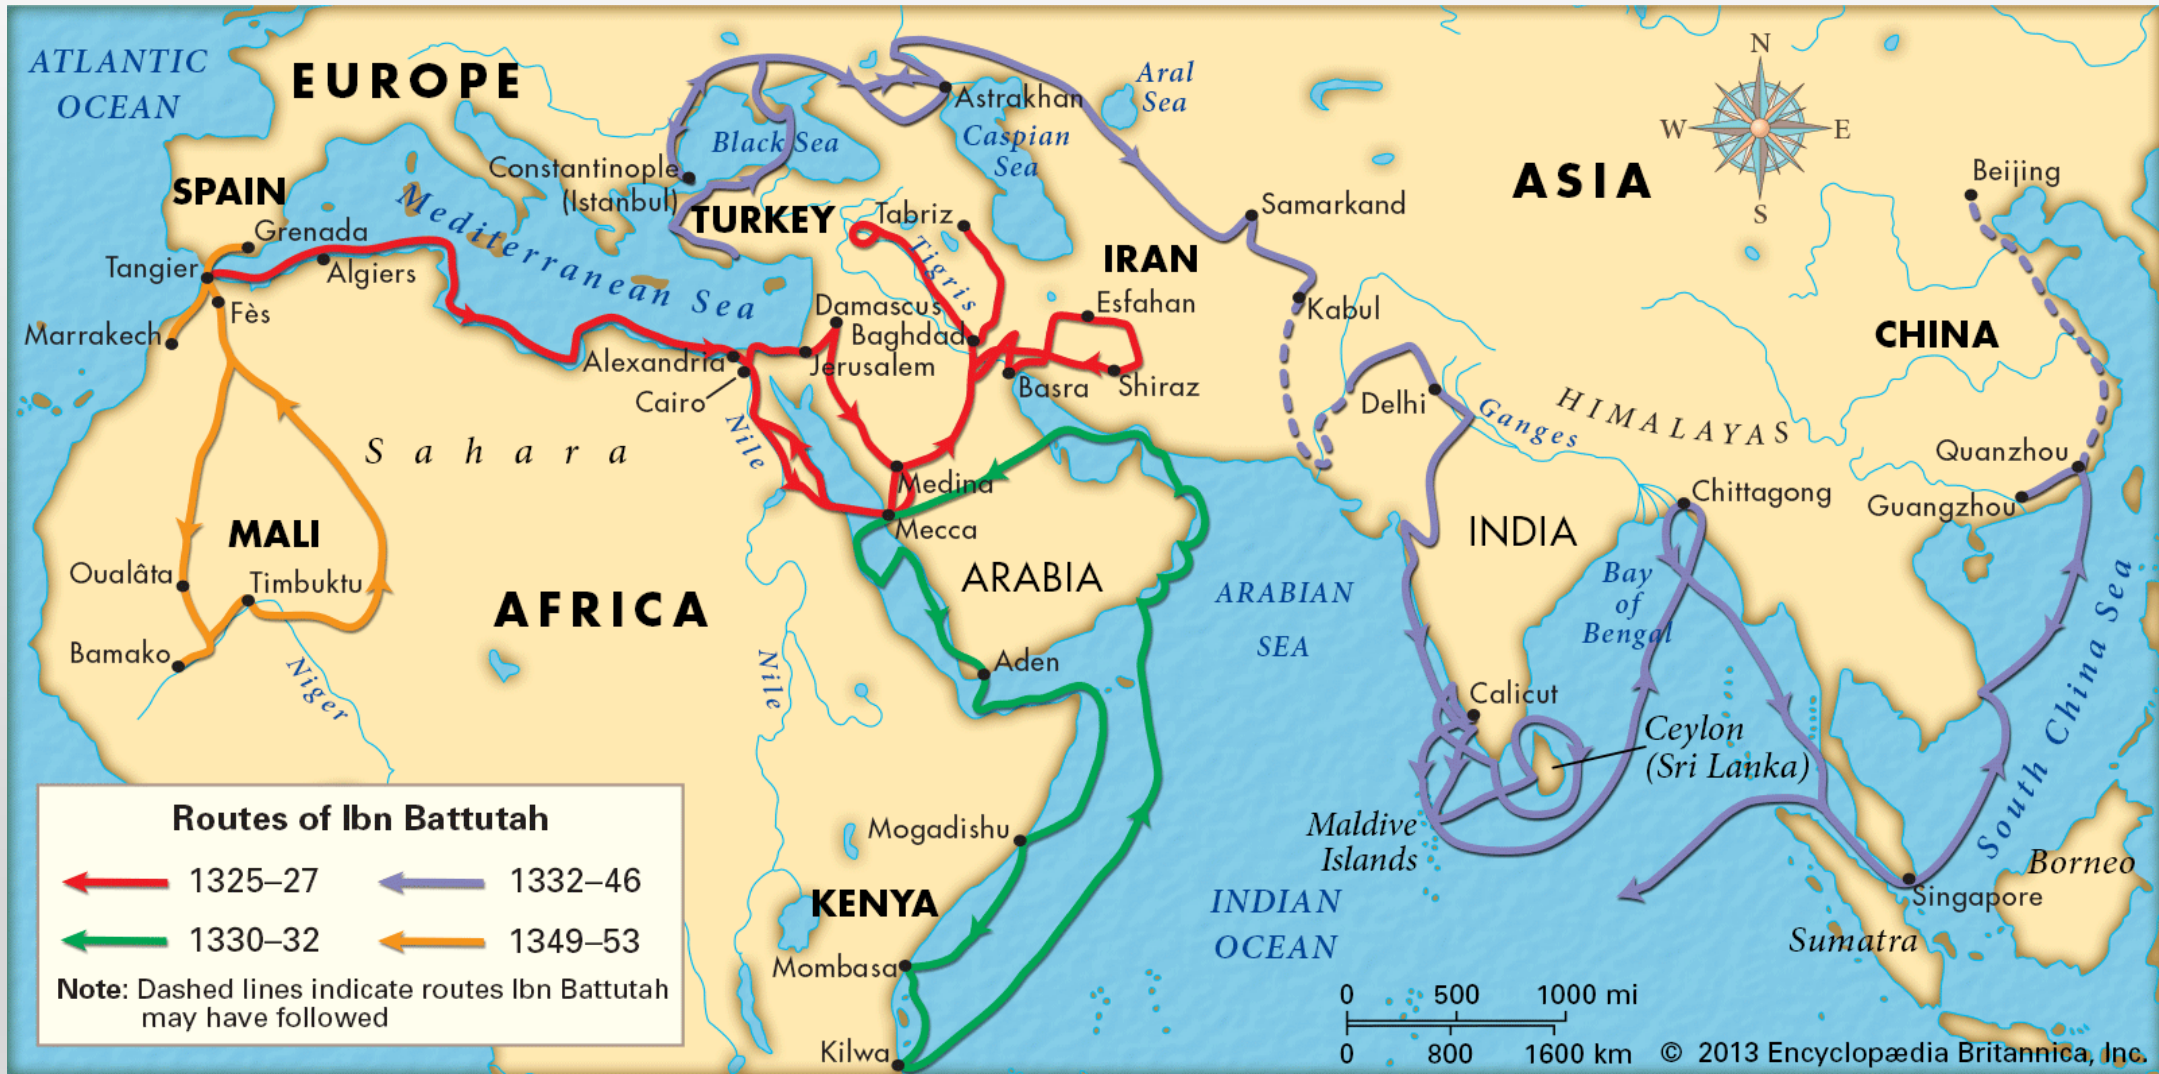 ATLANTIC
OCEAN
EUROPE
Aral
Sea
Astrakhan
Caspian
Sea
Black Sea
Constantinople
(Istanbul)
N
W
E
S
ASIA
Beijing
SPAIN
Grenada
Mediterranean Sea
TURKEY
Tabriz
Samarkand
Tangier
Algiers
Tigris
IRAN
Fès
Marrakech
Damascus
Baghdad
Esfahan
Kabul
CHINA
Alexandria
Jerusalem
Cairo
Basra
Shiraz
Delhi
Ganges
HIMALAYAS
Sahara
Nile
Medina
Quanzhou
Guangzhou
Chittagong
Mecca
MALI
INDIA
Oualâta
Timbuktu
AFRICA
ARABIA
ARABIAN
SEA
Bay
of
Bengal
South China Sea
Bamako
Niger
Nile
Aden
Calicut
Ceylon
(Sri Lanka)
Mogadishu
Maldive
Islands
KENYA
INDIAN
OCEAN
Borneo
Singapore
Sumatra
Mombasa
Kilwa
Routes of Ibn Battutah
1325–27
1332–46
1330–32
1349–53
Note: Dashed lines indicate routes Ibn Battutah
may have followed
0 500 1000 mi
0 800 1600 km
© 2013 Encyclopædia Britannica, Inc.